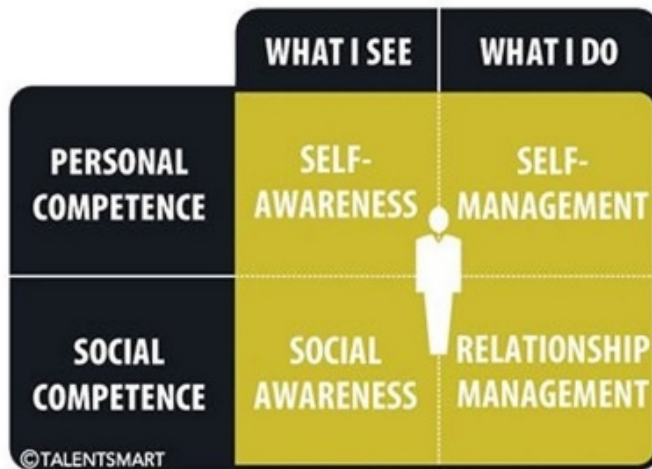 WHAT I SEE
WHAT I DO
PERSONAL
COMPETENCE
SELF-
AWARENESS
SELF-
MANAGEMENT
SOCIAL
COMPETENCE
SOCIAL
AWARENESS
RELATIONSHIP
MANAGEMENT
©TALENTSMART